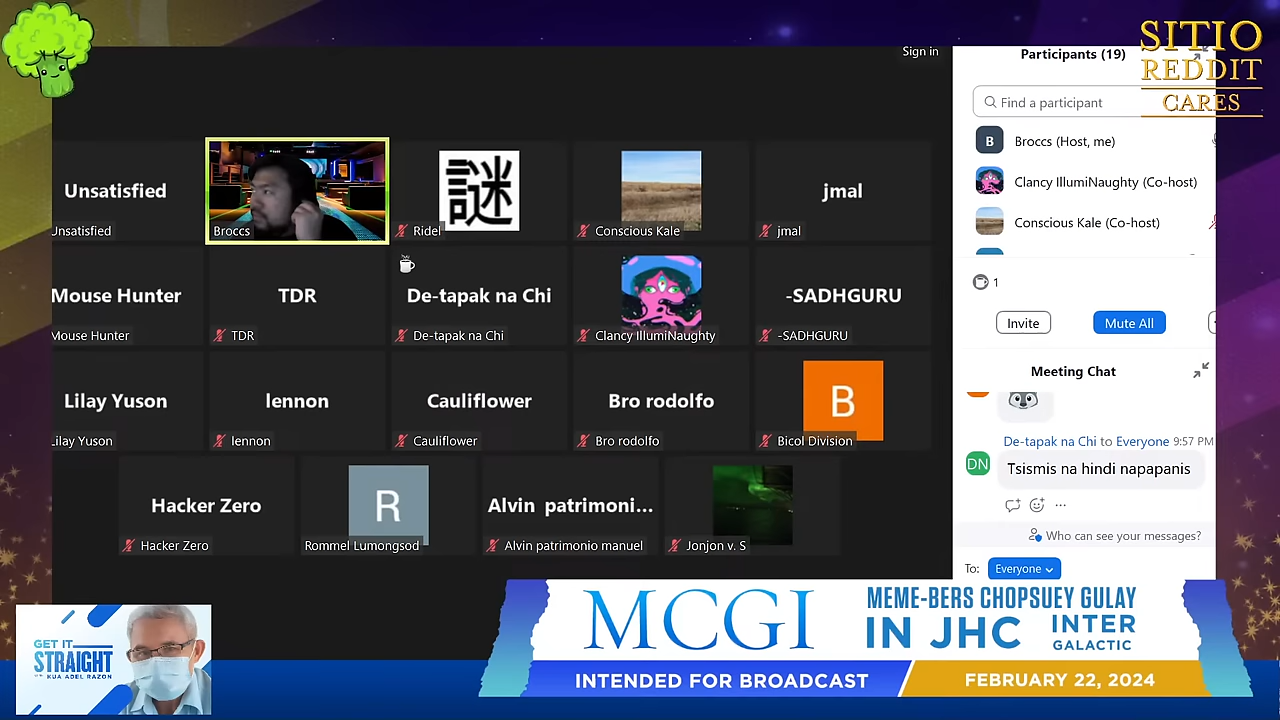 Sign in
Participants (19)
SITIO
REDDIT
CARES
Find a participant
B
Broccs (Host, me)
Clancy IllumiNaughty (Co-host)
Conscious Kale (Co-host)
1
Invite
Mute All
Meeting Chat
De-tapak na Chi to Everyone 9:57 PM
DN
Tsismis na hindi napapanis
Who can see your messages?
To:
Everyone
Unsatisfied
Unsatisfied
Broccs
謎
Ridel
Conscious Kale
jmal
jmal
Mouse Hunter
Mouse Hunter
TDR
TDR
De-tapak na Chi
De-tapak na Chi
Clancy IllumiNaughty
-SADHGURU
-SADHGURU
Lilay Yuson
Lilay Yuson
lennon
lennon
Cauliflower
Cauliflower
Bro rodolfo
Bro rodolfo
B
Bicol Division
Hacker Zero
Hacker Zero
R
Rommel Lumongsod
Alvin patrimoni...
Alvin patrimonio manuel
Jonjon v. S
GET IT
STRAIGHT
WITH KUYA ADEL RAZON
MCGI
MEME-BERS CHOPSUEY GULAY
IN JHC
INTER
GALACTIC
INTENDED FOR BROADCAST
FEBRUARY 22, 2024